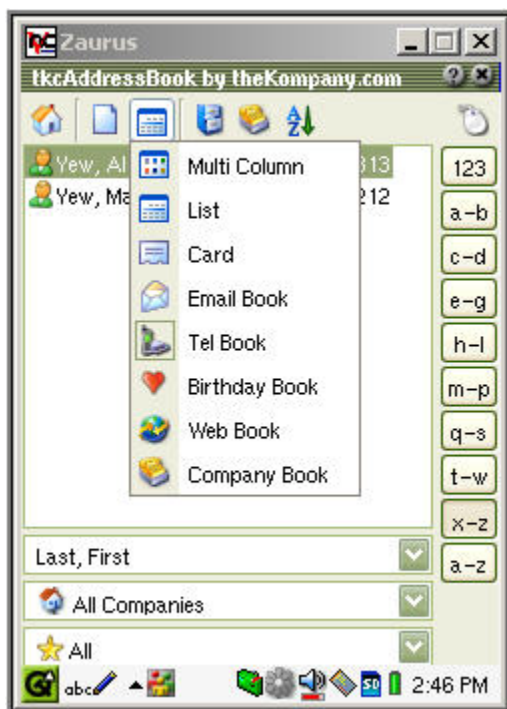 Zaurus
tkcAddressBook by theKompany.com
Yew, Al
313
Yew, Ma
212
Multi Column
List
Card
Email Book
Tel Book
Birthday Book
Web Book
Company Book
123
a-b
c-d
e-g
h-l
m-p
q-s
t-w
x-z
a-z
Last, First
All Companies
All
abc
SD
2:46 PM